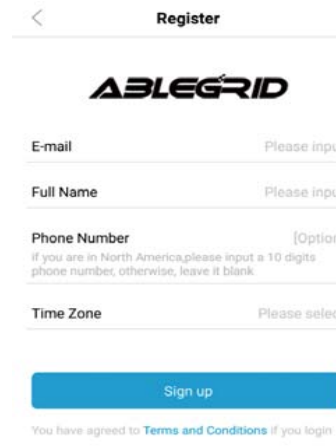 Register
ABLEGRID
E-mail Please inpu
Full Name Please inpu
Phone Number [Option
if you are in North America,please input a 10 digits
phone number, otherwise, leave it blank
Time Zone Please selec
Sign up
You have agreed to Terms and Conditions if you login